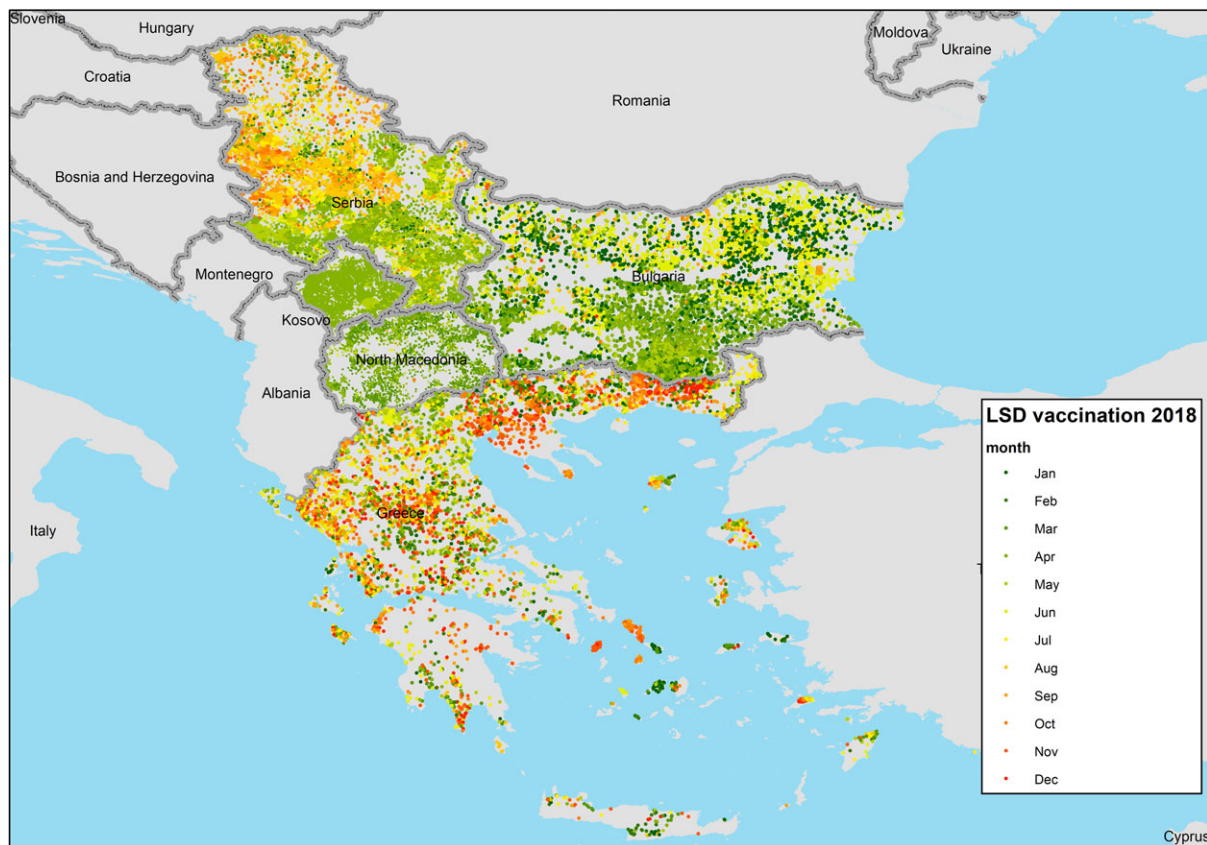 Slovenia
Hungary
Moldova
Ukraine
Croatia
Romania
Bosnia and Herzegovina
Serbia
Montenegro
Bulgaria
Kosovo
North Macedonia
Albania
Greece
Italy
LSD vaccination 2018
month
Jan
Feb
Mar
Apr
May
Jun
Jul
Aug
Sep
Oct
Nov
Dec
Cyprus